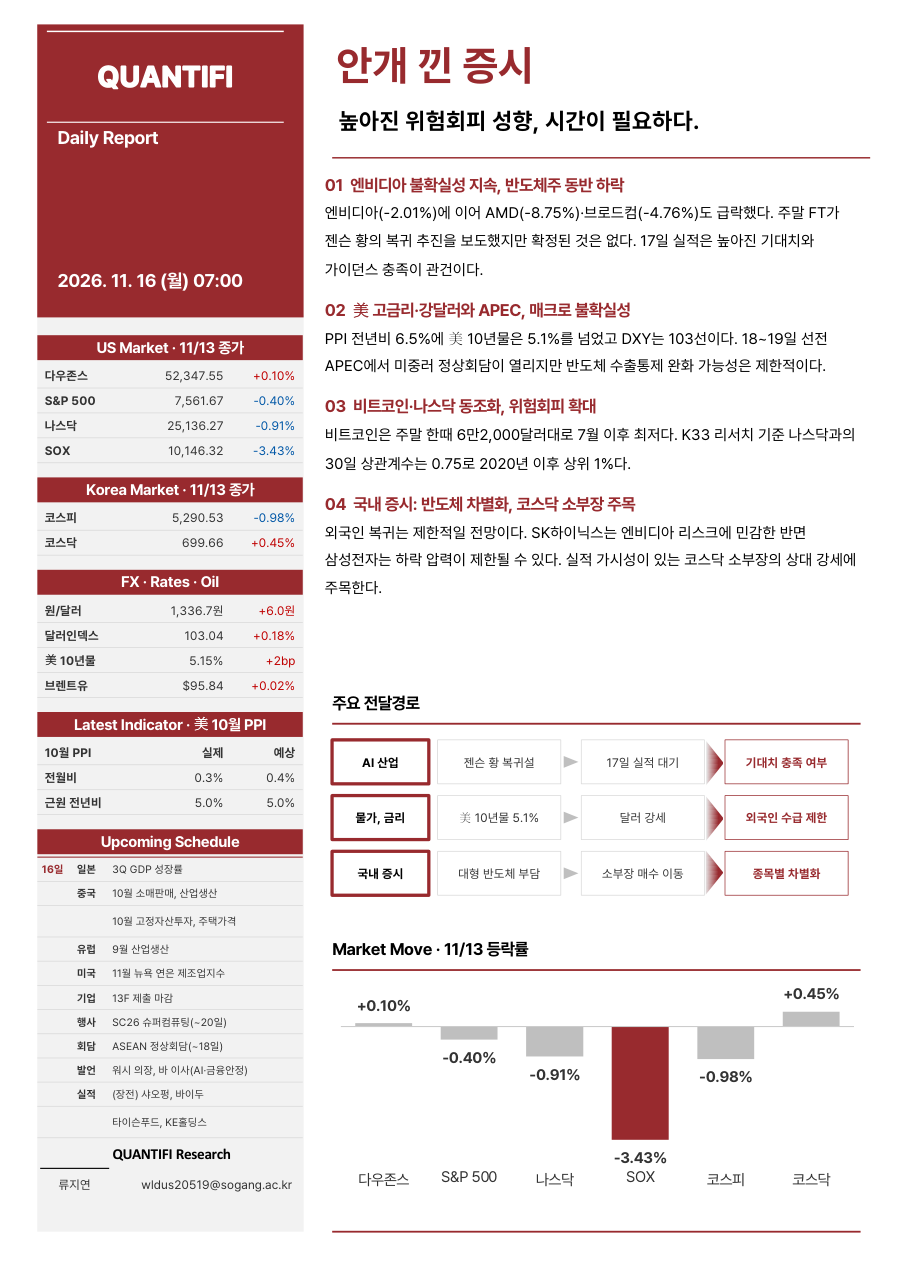 QUANTIFI
Daily Report
2026. 11. 16 (월) 07:00
US Market · 11/13 종가
다우존스 52,347.55 +0.10%
S&P 500 7,561.67 -0.40%
나스닥 25,136.27 -0.91%
SOX 10,146.32 -3.43%
Korea Market · 11/13 종가
코스피 5,290.53 -0.98%
코스닥 699.66 +0.45%
FX · Rates · Oil
원/달러 1,336.7원 +6.0원
달러인덱스 103.04 +0.18%
美 10년물 5.15% +2bp
브렌트유 $95.84 +0.02%
Latest Indicator · 美 10월 PPI
10월 PPI 실제 예상
전월비 0.3% 0.4%
근원 전년비 5.0% 5.0%
Upcoming Schedule
16일 일본 3Q GDP 성장률
중국 10월 소매판매, 산업생산
10월 고정자산투자, 주택가격
유럽 9월 산업생산
미국 11월 뉴욕 연은 제조업지수
기업 13F 제출 마감
행사 SC26 슈퍼컴퓨팅(~20일)
회담 ASEAN 정상회담(~18일)
발언 워시 의장, 바 이사(AI·금융안정)
실적 (장전) 샤오펑, 바이두
타이슨푸드, KE홀딩스
QUANTIFI Research
류지연 wldus20519@sogang.ac.kr
안개 낀 증시
높아진 위험회피 성향, 시간이 필요하다.
01 엔비디아 불확실성 지속, 반도체주 동반 하락
엔비디아(-2.01%)에 이어 AMD(-8.75%)·브로드컴(-4.76%)도 급락했다. 주말 FT가
젠슨 황의 복귀 추진을 보도했지만 확정된 것은 없다. 17일 실적은 높아진 기대치와
가이던스 충족이 관건이다.
02 美 고금리·강달러와 APEC, 매크로 불확실성
PPI 전년비 6.5%에 美 10년물은 5.1%를 넘었고 DXY는 103선이다. 18~19일 선전
APEC에서 미중러 정상회담이 열리지만 반도체 수출통제 완화 가능성은 제한적이다.
03 비트코인·나스닥 동조화, 위험회피 확대
비트코인은 주말 한때 6만2,000달러대로 7월 이후 최저다. K33 리서치 기준 나스닥과의
30일 상관계수는 0.75로 2020년 이후 상위 1%다.
04 국내 증시: 반도체 차별화, 코스닥 소부장 주목
외국인 복귀는 제한적일 전망이다. SK하이닉스는 엔비디아 리스크에 민감한 반면
삼성전자는 하락 압력이 제한될 수 있다. 실적 가시성이 있는 코스닥 소부장의 상대 강세에
주목한다.
주요 전달경로
AI 산업 젠슨 황 복귀설 17일 실적 대기 기대치 충족 여부
물가, 금리 美 10년물 5.1% 달러 강세 외국인 수급 제한
국내 증시 대형 반도체 부담 소부장 매수 이동 종목별 차별화
Market Move · 11/13 등락률
+0.10% -0.40% -0.91% -3.43% -0.98% +0.45%
다우존스 S&P 500 나스닥 SOX 코스피 코스닥